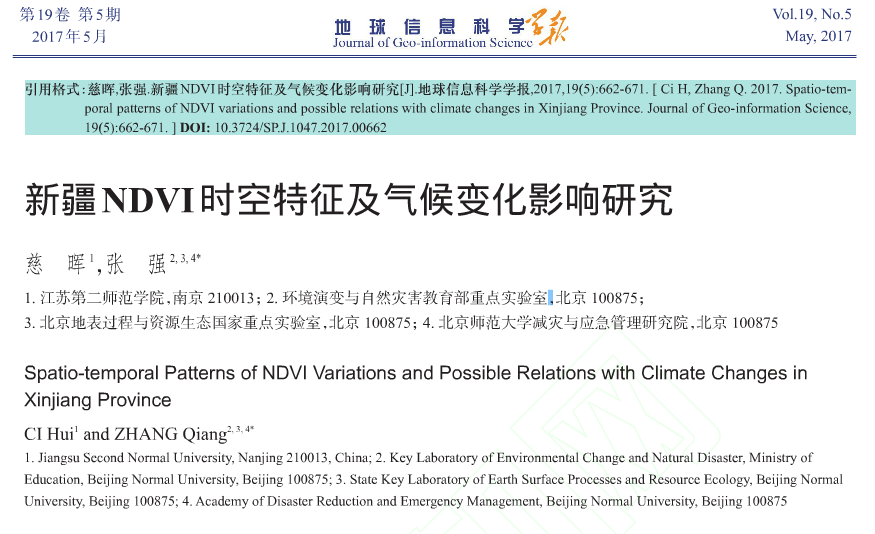 第19卷 第5期
2017年5月
地球信息科学学报
Journal of Geo-information Science
Vol.19, No.5
May, 2017
引用格式:慈晖,张强.新疆NDVI时空特征及气候变化影响研究[J].地球信息科学学报,2017,19(5):662-671. [ Ci H, Zhang Q. 2017. Spatio-tem-
poral patterns of NDVI variations and possible relations with climate changes in Xinjiang Province. Journal of Geo-information Science,
19(5):662-671. ] DOI: 10.3724/SP.J.1047.2017.00662
新疆NDVI时空特征及气候变化影响研究
慈 晖1,张 强2, 3, 4*
1. 江苏第二师范学院,南京 210013; 2. 环境演变与自然灾害教育部重点实验室,北京 100875;
3. 北京地表过程与资源生态国家重点实验室,北京 100875; 4. 北京师范大学减灾与应急管理研究院,北京 100875
Spatio-temporal Patterns of NDVI Variations and Possible Relations with Climate Changes in
Xinjiang Province
CI Hui1 and ZHANG Qiang2, 3, 4*
1. Jiangsu Second Normal University, Nanjing 210013, China; 2. Key Laboratory of Environmental Change and Natural Disaster, Ministry of
Education, Beijing Normal University, Beijing 100875; 3. State Key Laboratory of Earth Surface Processes and Resource Ecology, Beijing Normal
University, Beijing 100875; 4. Academy of Disaster Reduction and Emergency Management, Beijing Normal University, Beijing 100875